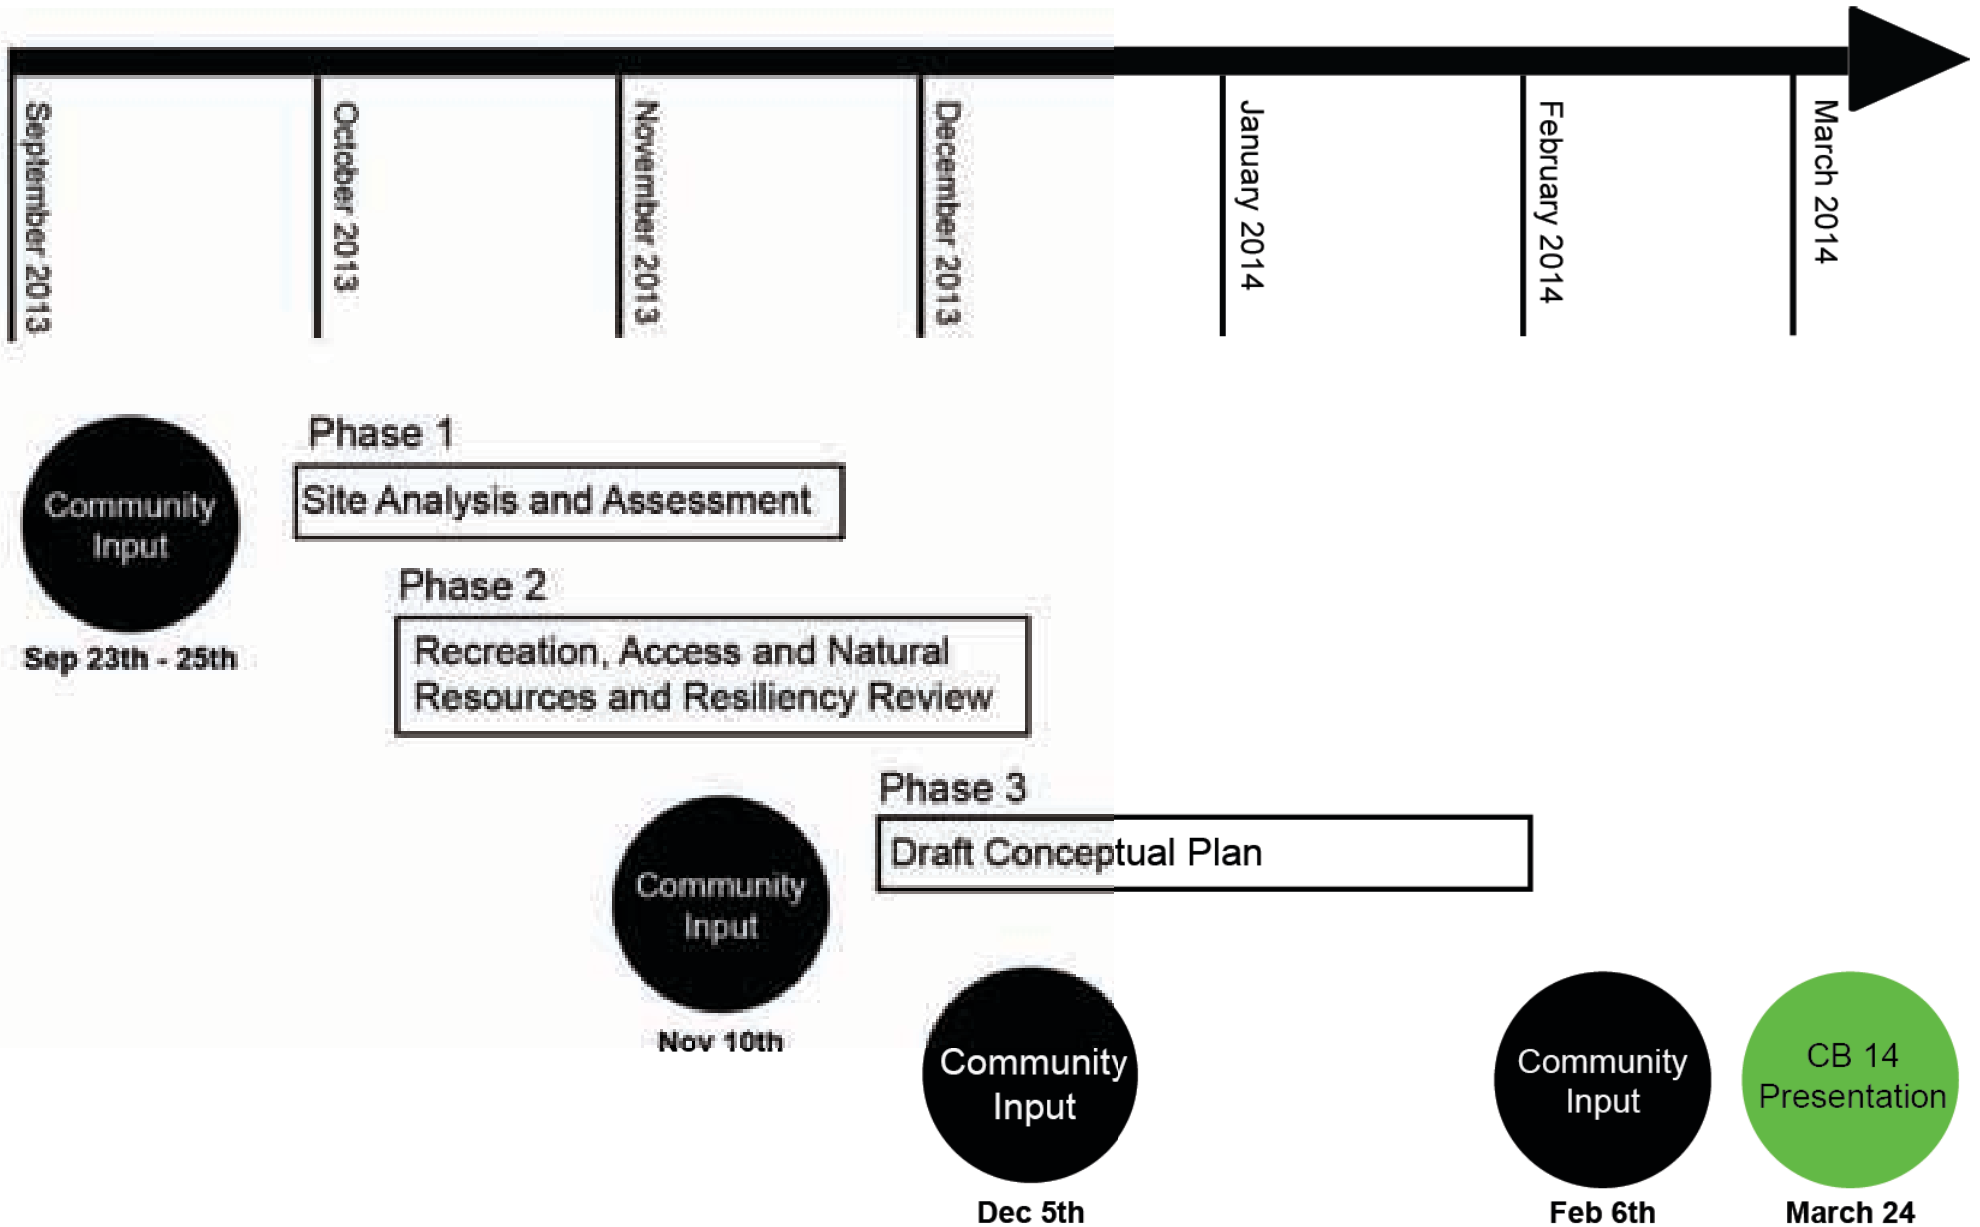 September 2013
October 2013
November 2013
December 2013
January 2014
February 2014
March 2014
Phase 1
Site Analysis and Assessment
Community
Input
Sep 23th - 25th
Phase 2
Recreation, Access and Natural
Resources and Resiliency Review
Phase 3
Draft Conceptual Plan
Community
Input
Nov 10th
Community
Input
Dec 5th
Community
Input
Feb 6th
CB 14
Presentation
March 24